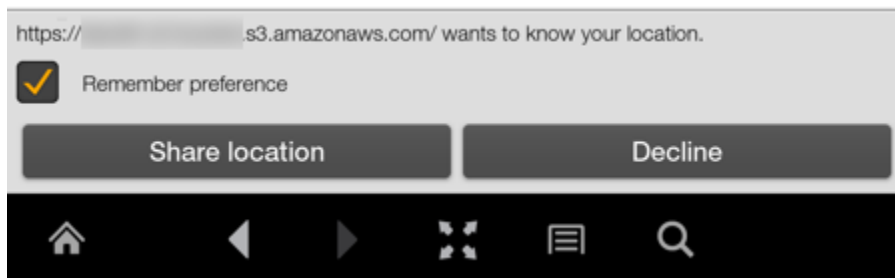 https:// .s3.amazonaws.com/ wants to know your location.
Remember preference
Share location
Decline